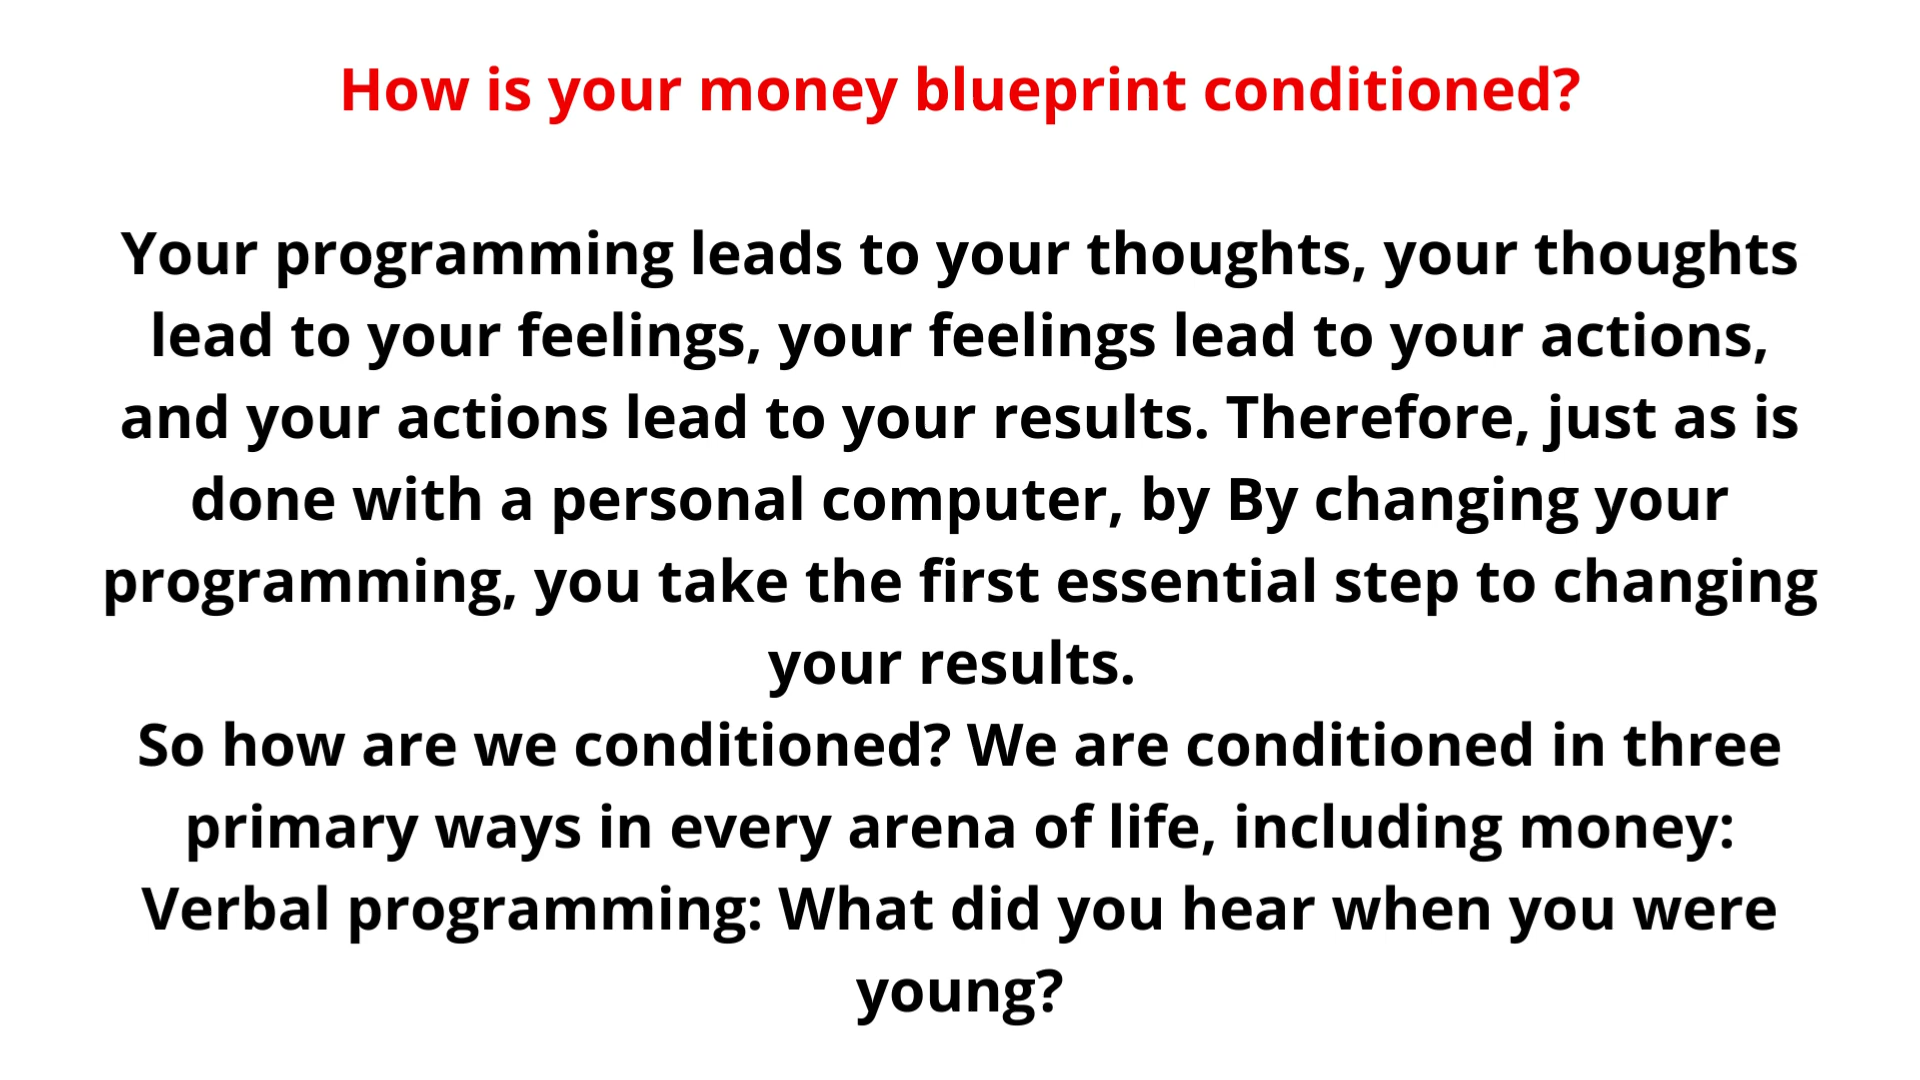 How is your money blueprint conditioned?
Your programming leads to your thoughts, your thoughts
lead to your feelings, your feelings lead to your actions,
and your actions lead to your results. Therefore, just as is
done with a personal computer, by By changing your
programming, you take the first essential step to changing
your results.
So how are we conditioned? We are conditioned in three
primary ways in every arena of life, including money:
Verbal programming: What did you hear when you were
young?